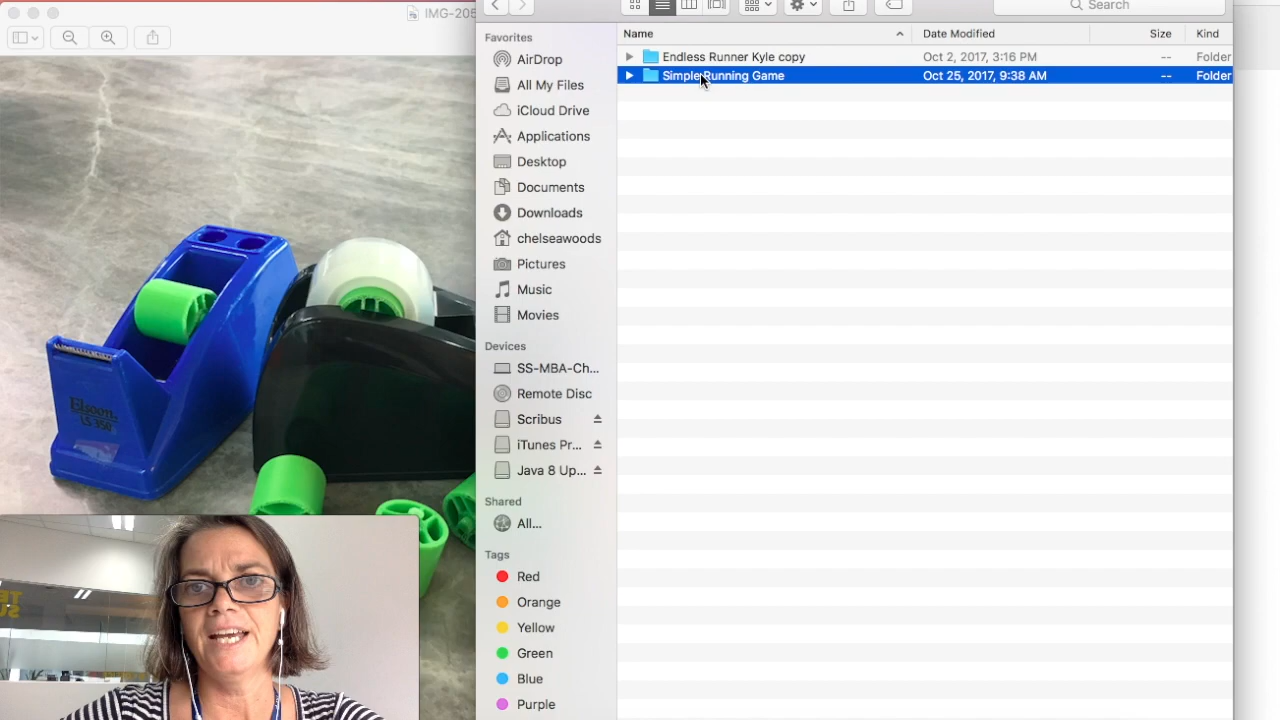 IMG-205
Search
Favorites
AirDrop
All My Files
iCloud Drive
Applications
Desktop
Documents
Downloads
chelseawoods
Pictures
Music
Movies
Devices
SS-MBA-Ch...
Remote Disc
Scribus
iTunes Pr...
Java 8 Up...
Shared
All...
Tags
Red
Orange
Yellow
Green
Blue
Purple
Name Date Modified Size Kind
Endless Runner Kyle copy Oct 2, 2017, 3:16 PM -- Folder
Simple Running Game Oct 25, 2017, 9:38 AM -- Folder
Elsoon
LS 350